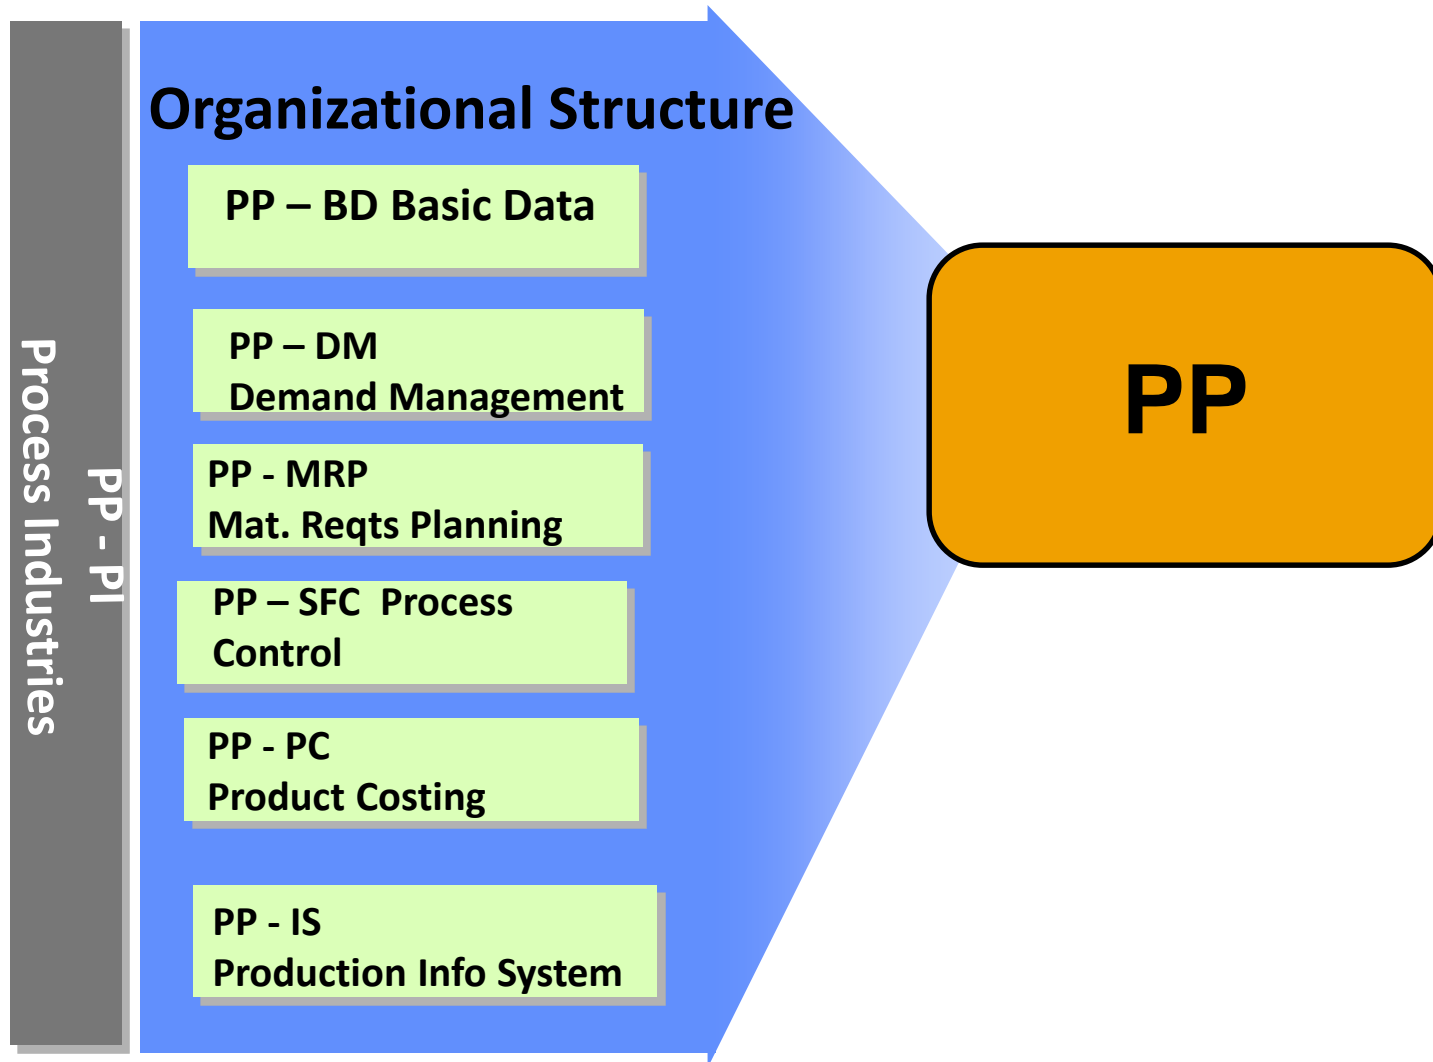 PP - PI
Process Industries
Organizational Structure
PP – BD Basic Data
PP – DM
Demand Management
PP - MRP
Mat. Reqts Planning
PP – SFC  Process
Control
PP - PC
Product Costing
PP - IS
Production Info System
PP